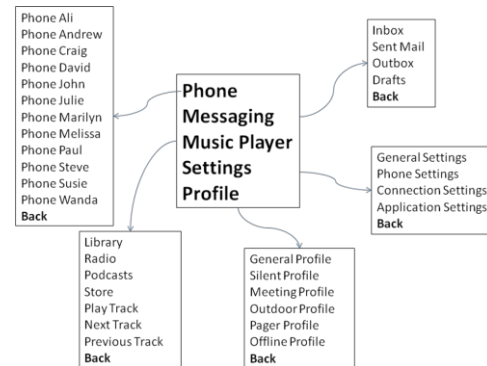 Phone Ali
Phone Andrew
Phone Craig
Phone David
Phone John
Phone Julie
Phone Marilyn
Phone Melissa
Phone Paul
Phone Steve
Phone Susie
Phone Wanda
Back
Phone
Messaging
Music Player
Settings
Profile
Inbox
Sent Mail
Outbox
Drafts
Back
General Settings
Phone Settings
Connection Settings
Application Settings
Back
Library
Radio
Podcasts
Store
Play Track
Next Track
Previous Track
Back
General Profile
Silent Profile
Meeting Profile
Outdoor Profile
Pager Profile
Offline Profile
Back